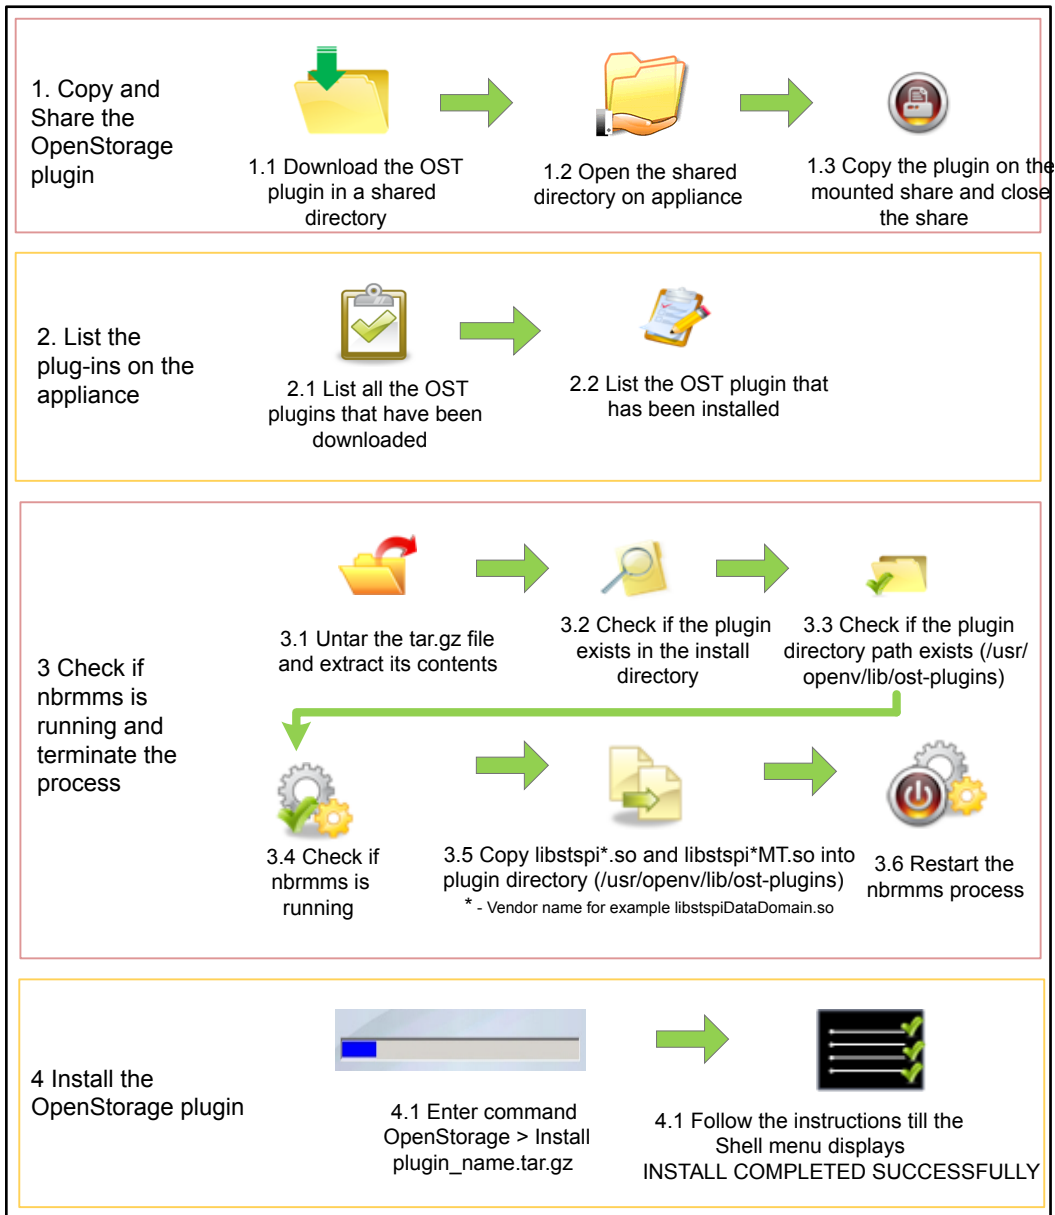 1. Copy and
Share the
OpenStorage
plugin
1.1 Download the OST
plugin in a shared
directory
1.2 Open the shared
directory on appliance
1.3 Copy the plugin on the
mounted share and close
the share
2. List the
plug-ins on the
appliance
2.1 List all the OST
plugins that have been
downloaded
2.2 List the OST plugin that
has been installed
3 Check if
nbrmms is
running and
terminate the
process
3.1 Untar the tar.gz file
and extract its contents
3.2 Check if the plugin
exists in the install
directory
3.3 Check if the plugin
directory path exists (/usr/
openv/lib/ost-plugins)
3.4 Check if
nbrmms is
running
3.5 Copy libstspi*.so and libstspi*MT.so into
plugin directory (/usr/openv/lib/ost-plugins)
* - Vendor name for example libstspiDataDomain.so
3.6 Restart the
nbrmms process
4 Install the
OpenStorage plugin
4.1 Enter command
OpenStorage > Install
plugin_name.tar.gz
4.1 Follow the instructions till the
Shell menu displays
INSTALL COMPLETED SUCCESSFULLY